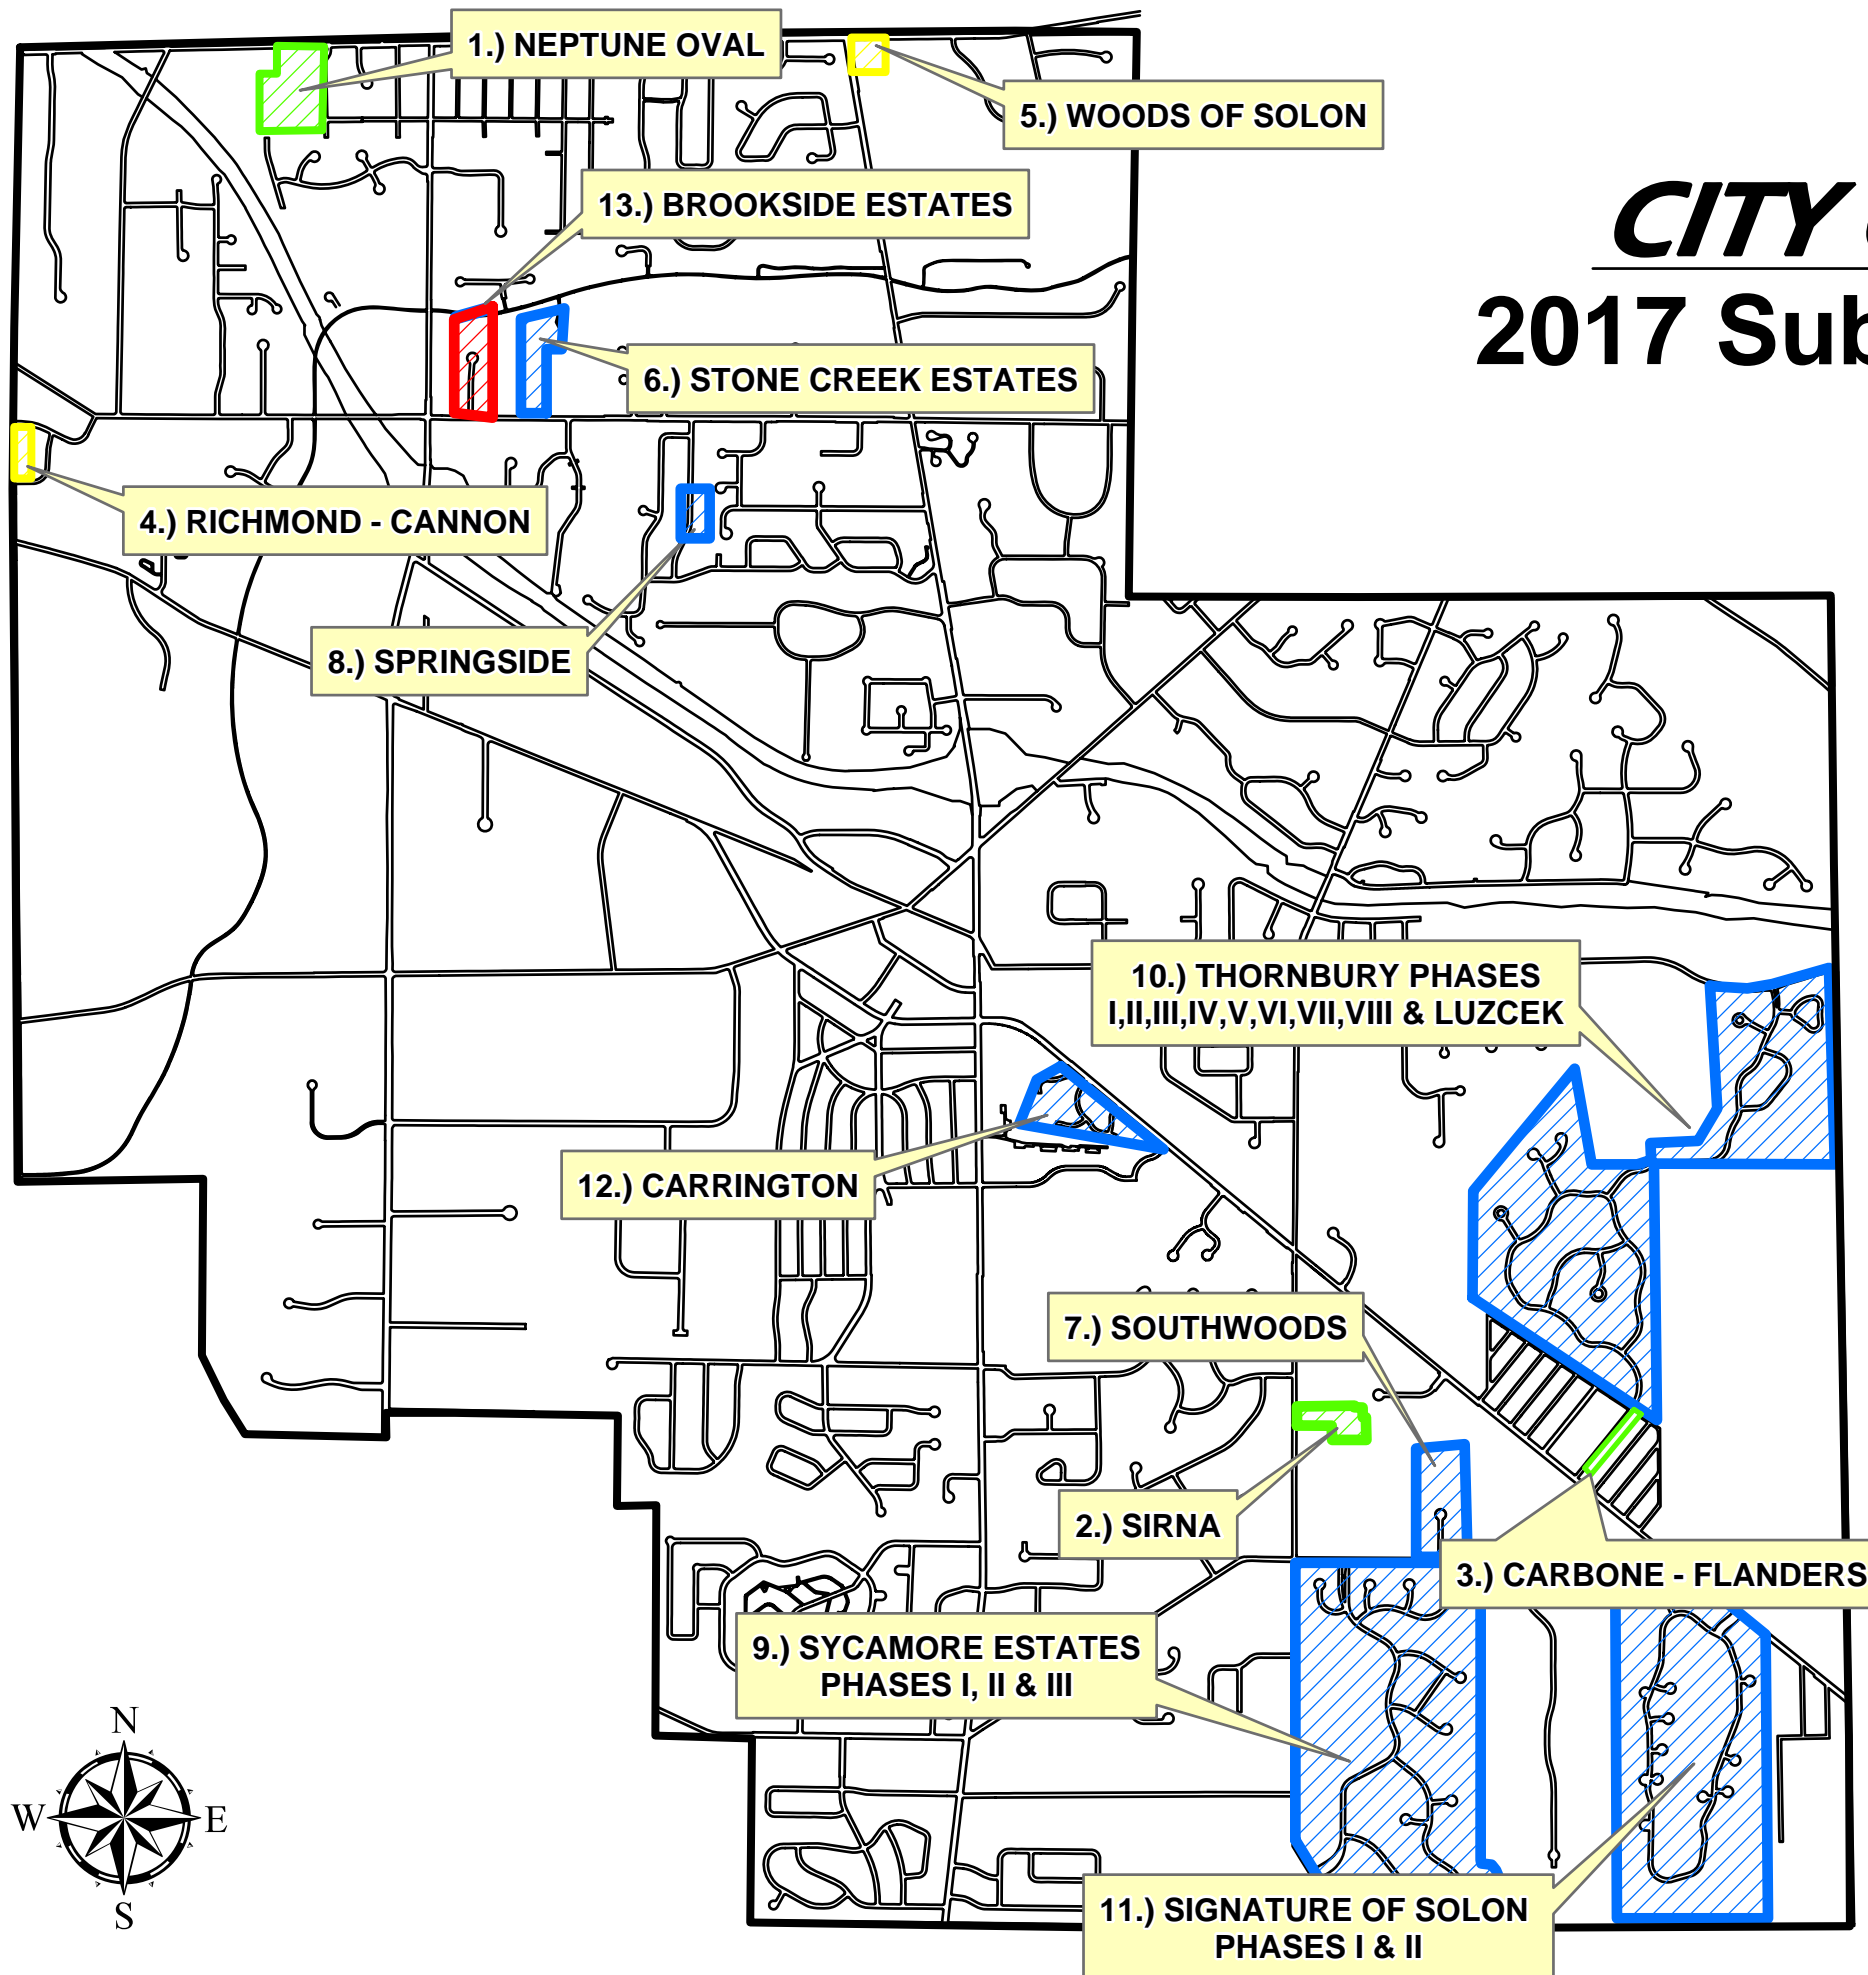 1.) NEPTUNE OVAL
5.) WOODS OF SOLON
CITY
2017 Sub
13.) BROOKSIDE ESTATES
6.) STONE CREEK ESTATES
4.) RICHMOND - CANNON
8.) SPRINGSIDE
10.) THORNBURY PHASES
I,II,III,IV,V,VI,VII,VIII & LUZCEK
12.) CARRINGTON
7.) SOUTHWOODS
2.) SIRNA
3.) CARBONE - FLANDERS
9.) SYCAMORE ESTATES
PHASES I, II & III
11.) SIGNATURE OF SOLON
PHASES I & II
N
W
E
S